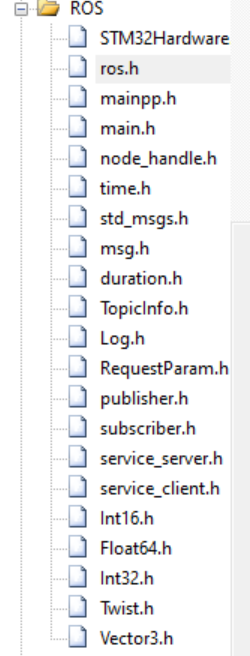 ROS
STM32Hardware
ros.h
mainpp.h
main.h
node_handle.h
time.h
std_msgs.h
msg.h
duration.h
TopicInfo.h
Log.h
RequestParam.h
publisher.h
subscriber.h
service_server.h
service_client.h
Int16.h
Float64.h
Int32.h
Twist.h
Vector3.h